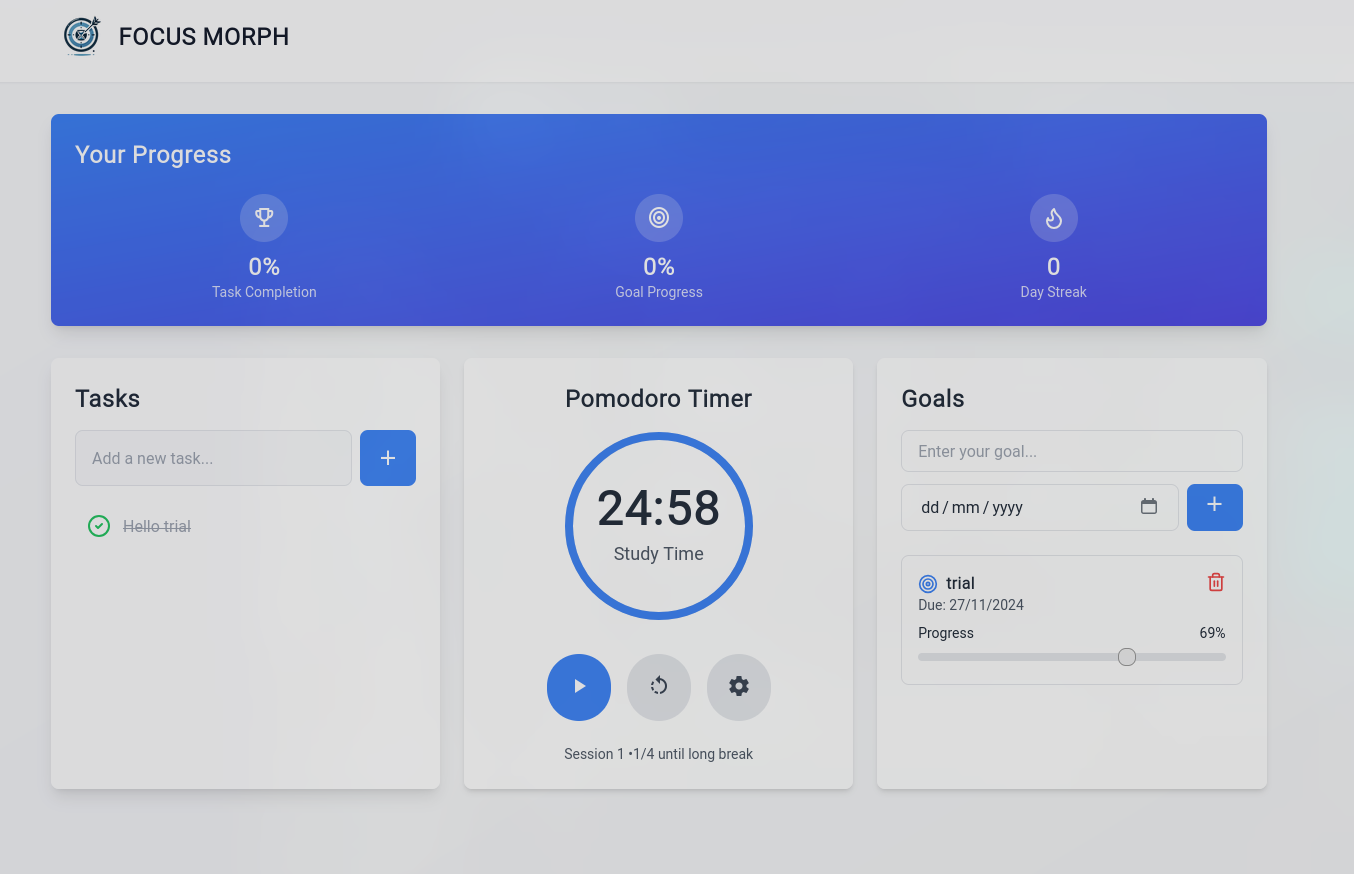 FOCUS MORPH
Your Progress
0%
Task Completion
0%
Goal Progress
0
Day Streak
Tasks
Add a new task...
Hello trial
Pomodoro Timer
24:58
Study Time
Session 1 •1/4 until long break
Goals
Enter your goal...
dd/mm/yyyy
trial
Due: 27/11/2024
Progress 69%